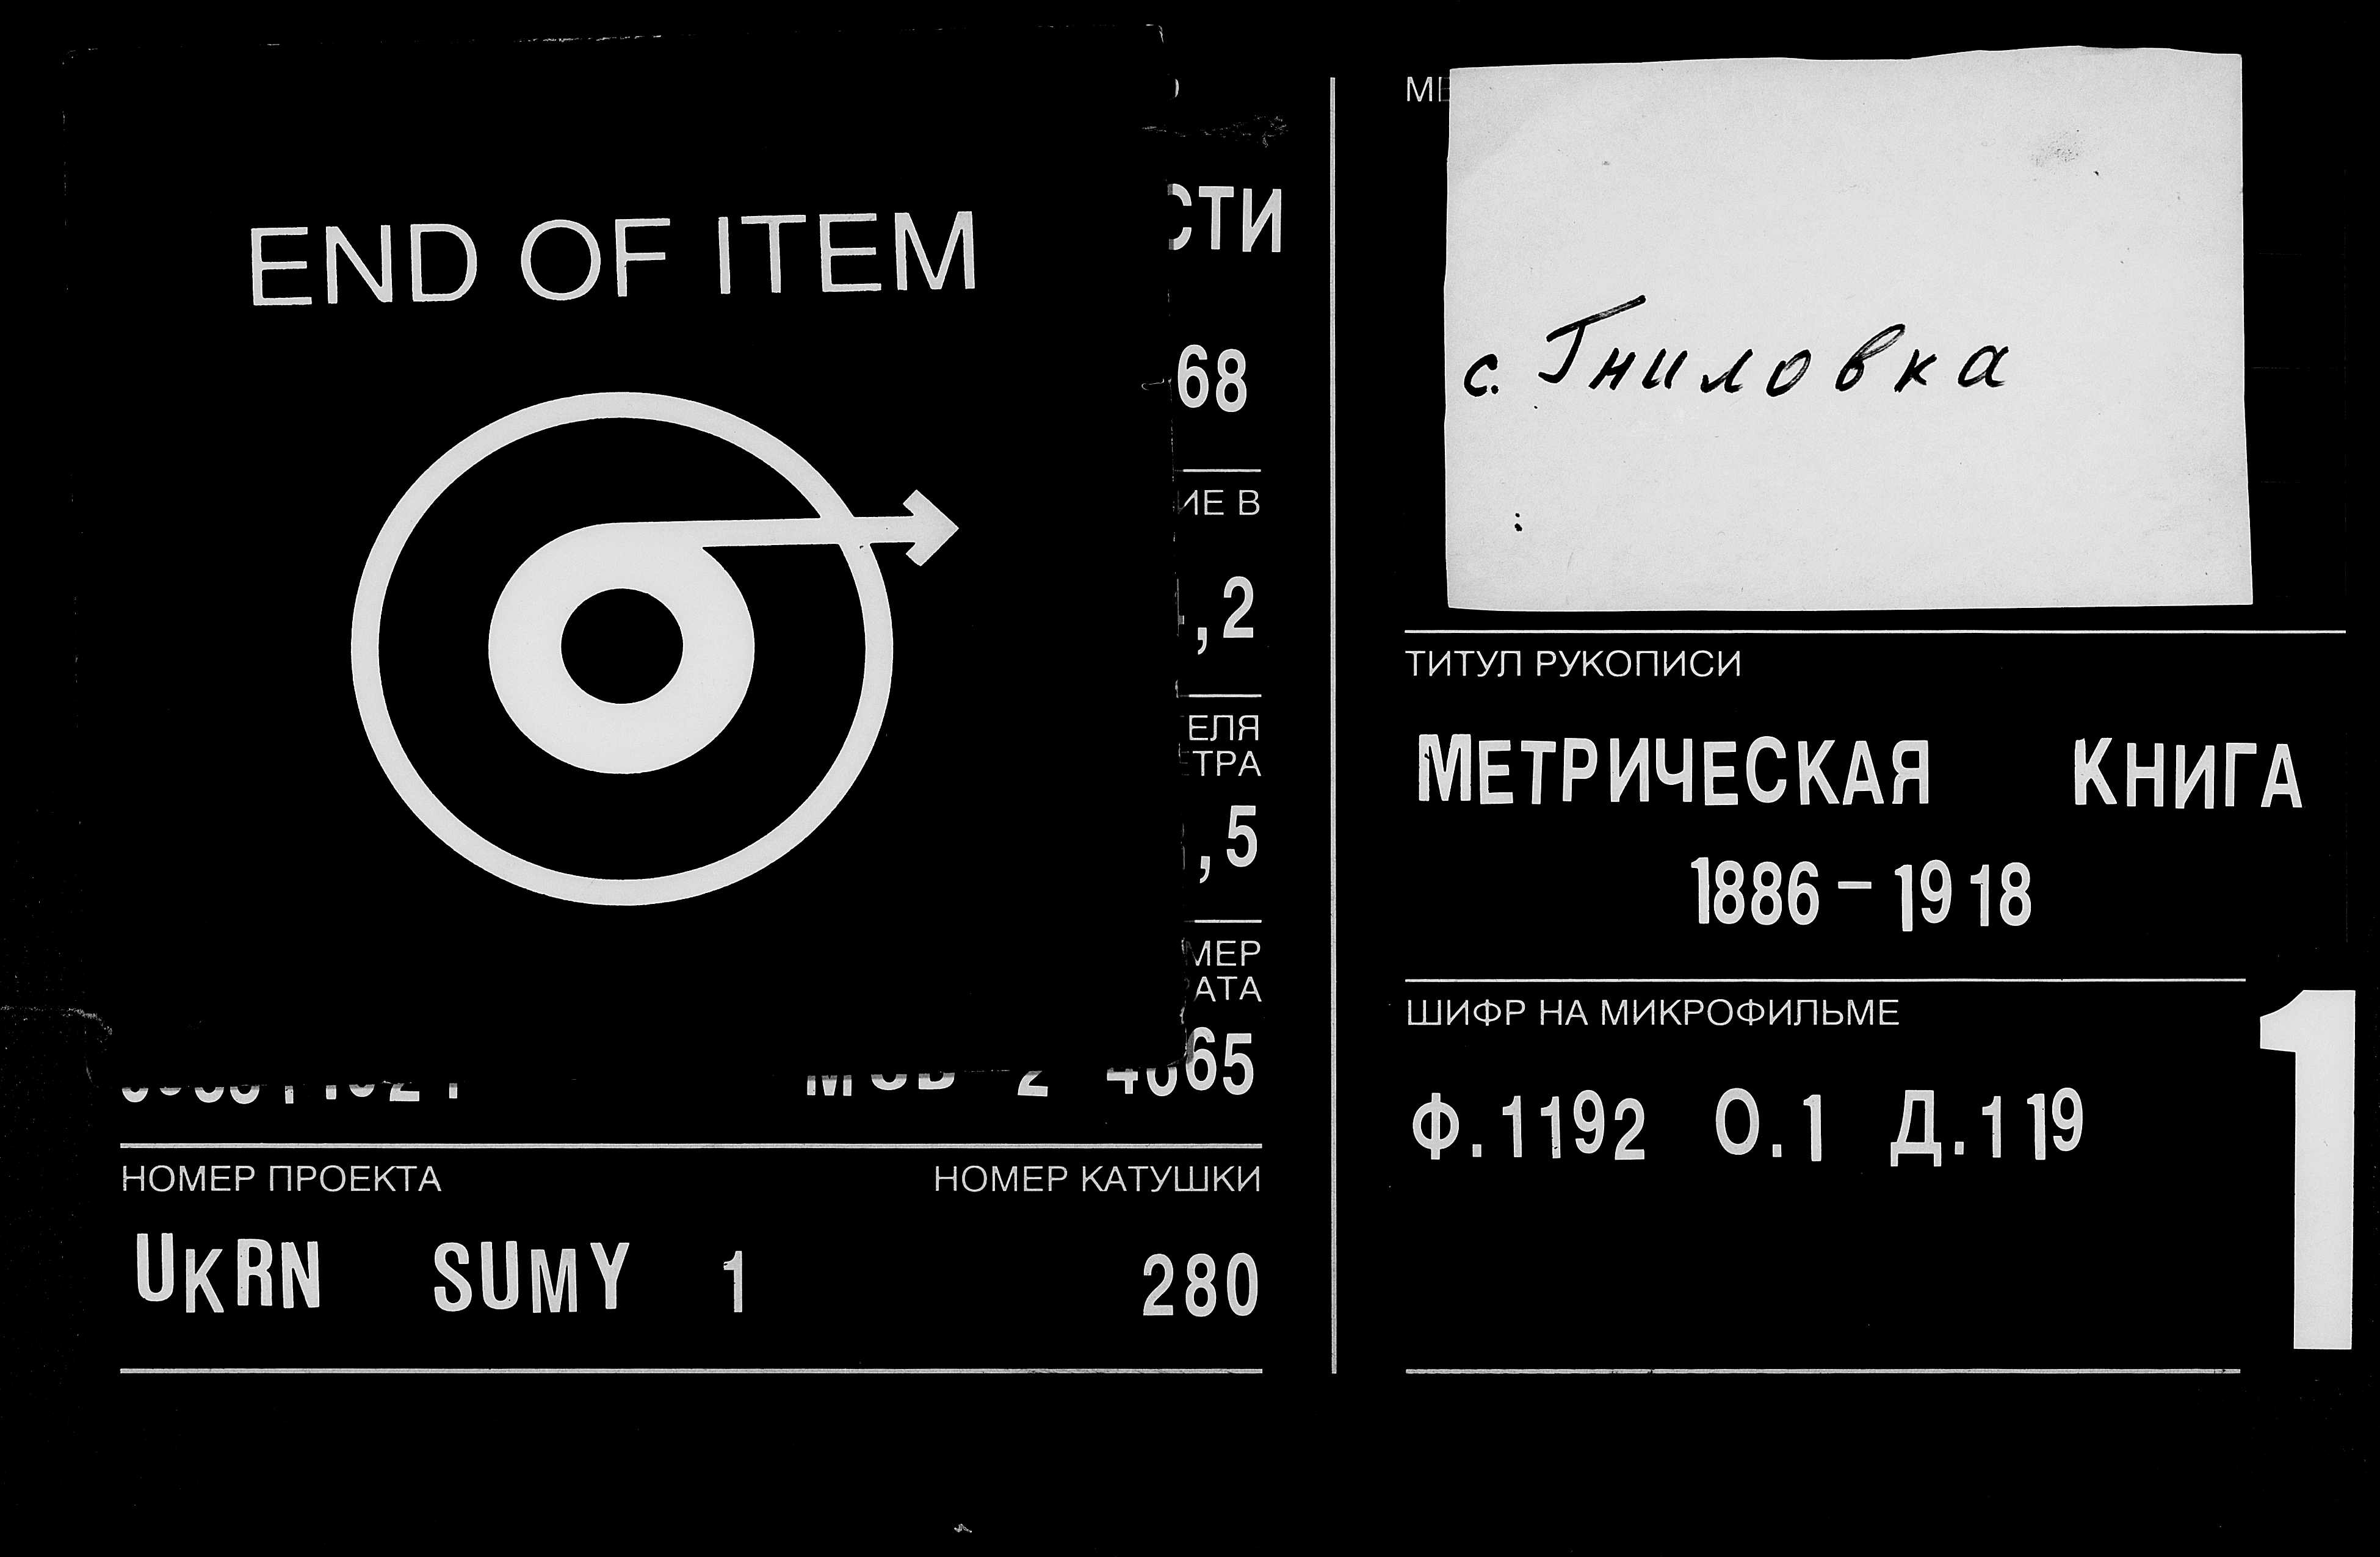 END OF ITEM
68
,2
,5
65
НОМЕР ПРОЕКТА НОМЕР КАТУШКИ
UKRN SUMY 1 280
с. Гниловка
ТИТУЛ РУКОПИСИ
МЕТРИЧЕСКАЯ КНИГА
1886-1918
ШИФР НА МИКРОФИЛЬМЕ
Ф.1192 О.1 Д.119
1